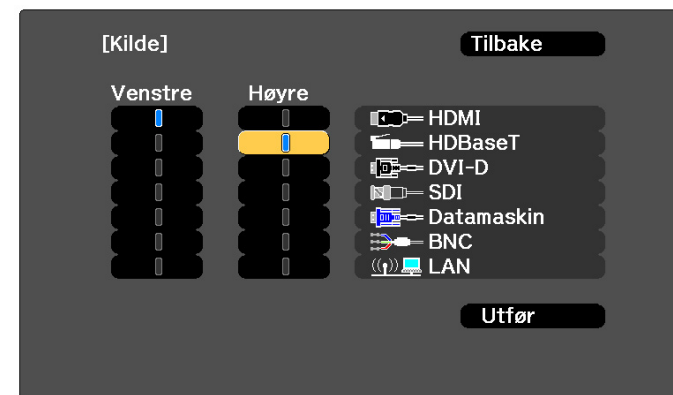 [Kilde] Tilbake
Venstre Høyre
HDMI
HDBaseT
DVI-D
SDI
Datamaskin
BNC
LAN
Utfør